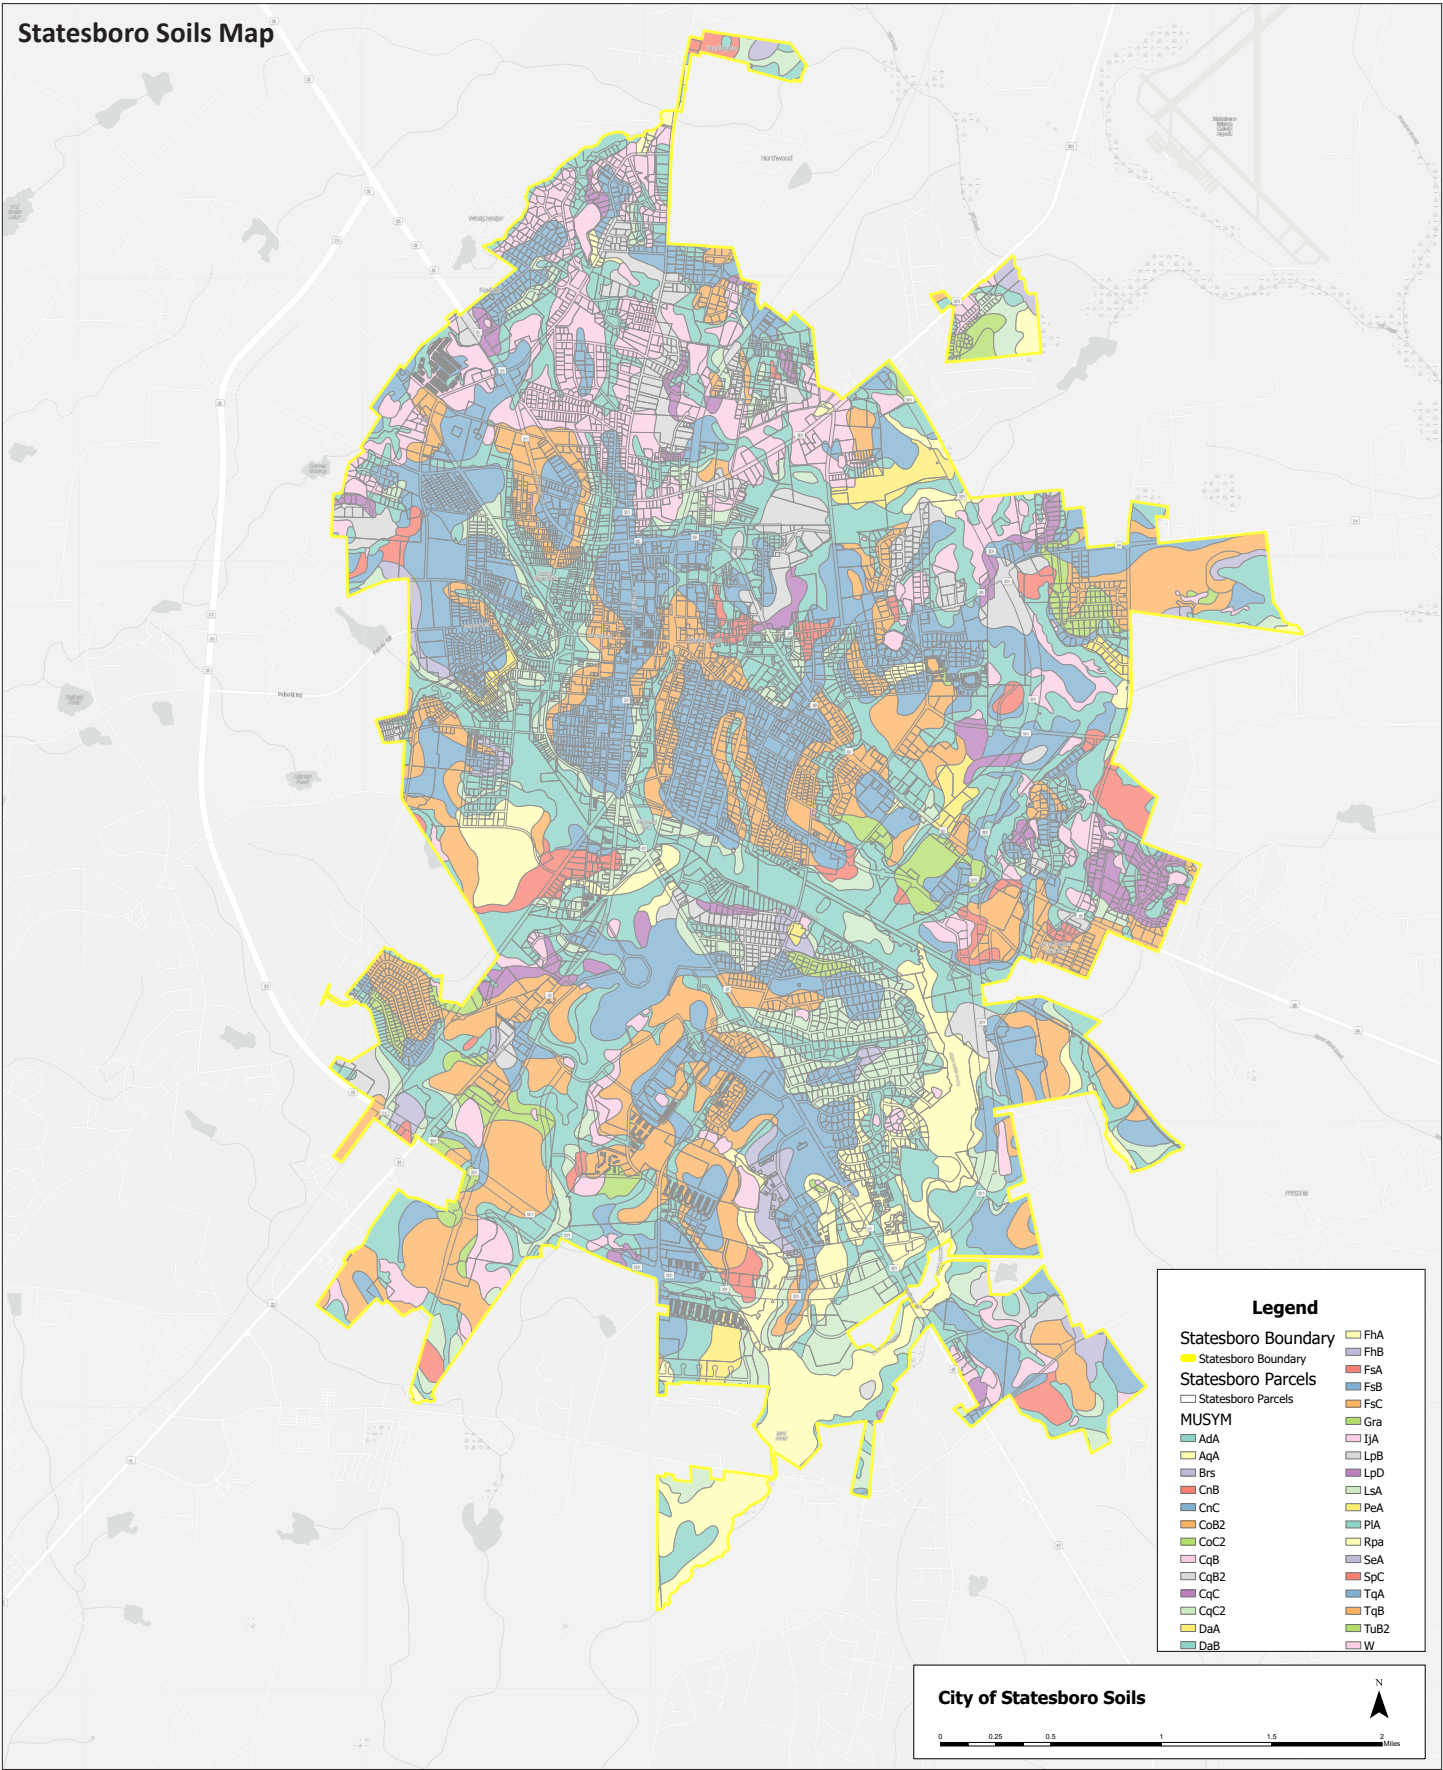 Statesboro Soils Map
Northwood
Westchester
Legend
Statesboro Boundary
Statesboro Boundary
Statesboro Parcels
Statesboro Parcels
MUSYM
AdA
AqA
Brs
CnB
CnC
CoB2
CoC2
CqB
CqB2
CqC
CqC2
DaA
DaB
FhA
FhB
FsA
FsB
FsC
Gra
IjA
LpB
LpD
LsA
PeA
PlA
Rpa
SeA
SpC
TqA
TqB
TuB2
W
City of Statesboro Soils
N
0 0.25 0.5 1 1.5 2
Miles